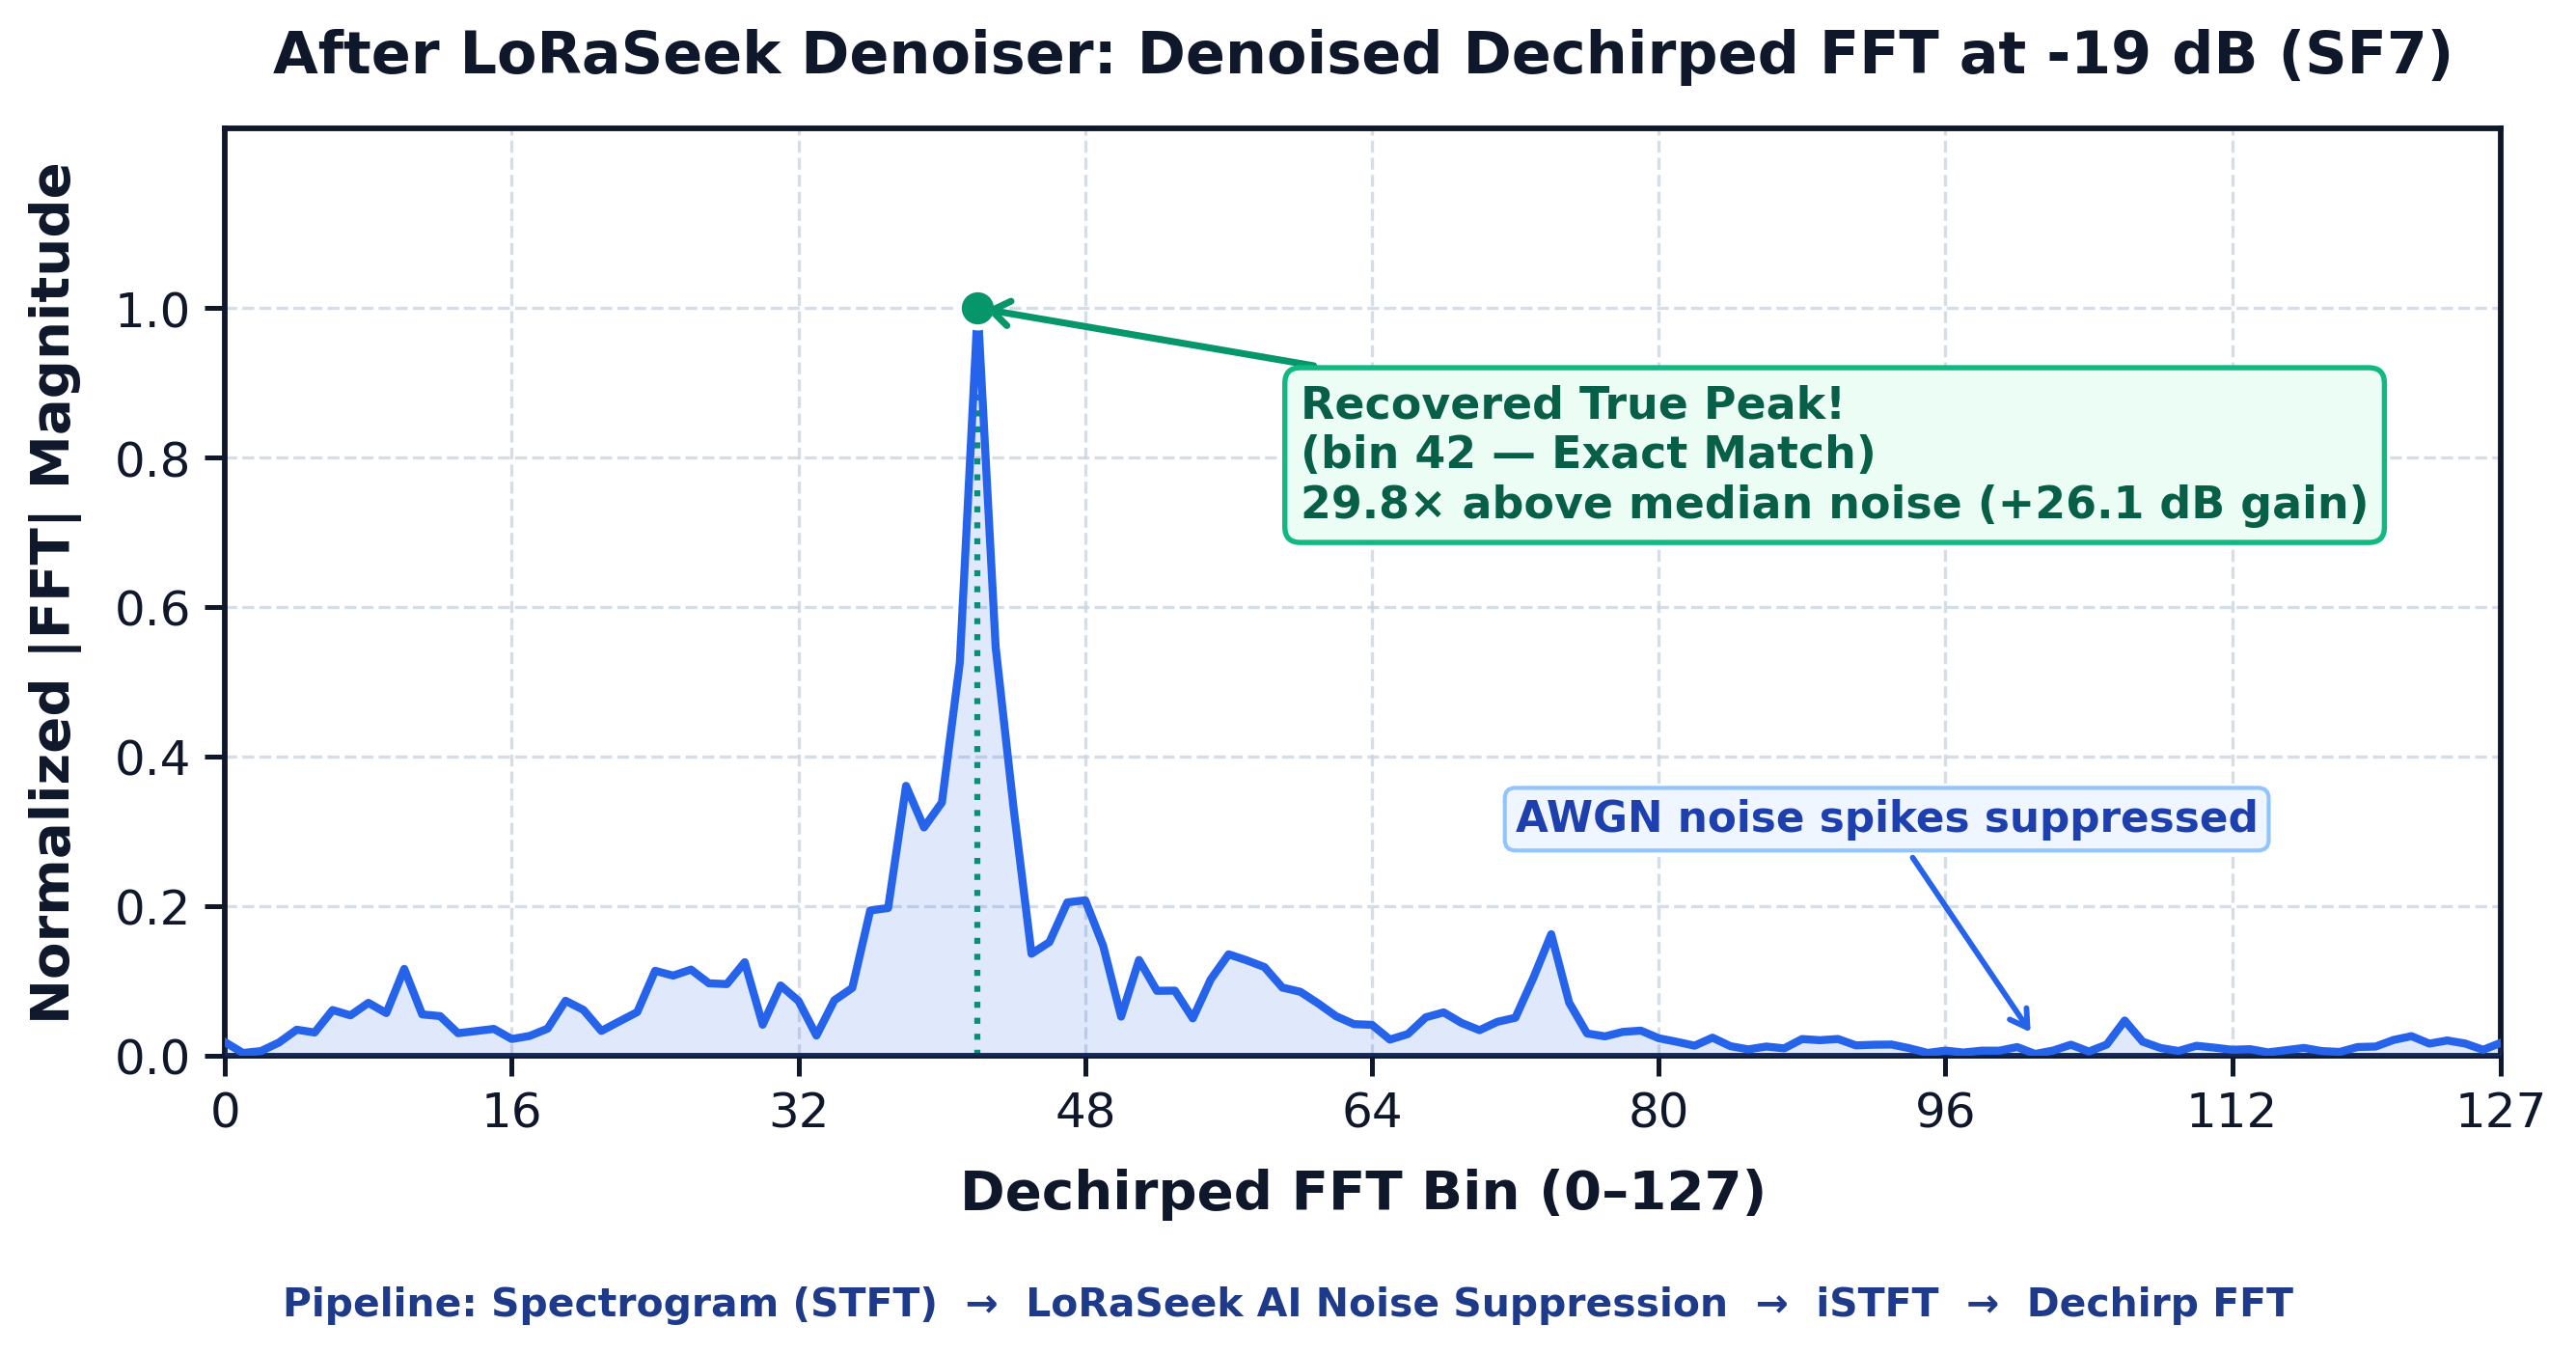 After LoRaSeek Denoiser: Denoised Dechirped FFT at -19 dB (SF7)
Normalized |FFT| Magnitude
1.0
0.8
0.6
0.4
0.2
0.0
Recovered True Peak!
(bin 42 — Exact Match)
29.8× above median noise (+26.1 dB gain)
AWGN noise spikes suppressed
0 16 32 48 64 80 96 112 127
Dechirped FFT Bin (0–127)
Pipeline: Spectrogram (STFT) → LoRaSeek AI Noise Suppression → iSTFT → Dechirp FFT